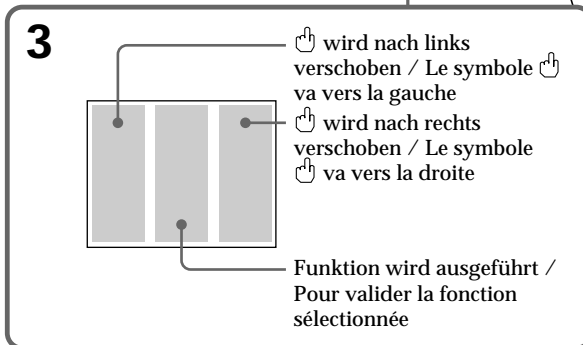 3
☝ wird nach links
verschoben / Le symbole ☝
va vers la gauche
☝ wird nach rechts
verschoben / Le symbole
☝ va vers la droite
Funktion wird ausgeführt /
Pour valider la fonction
sélectionnée